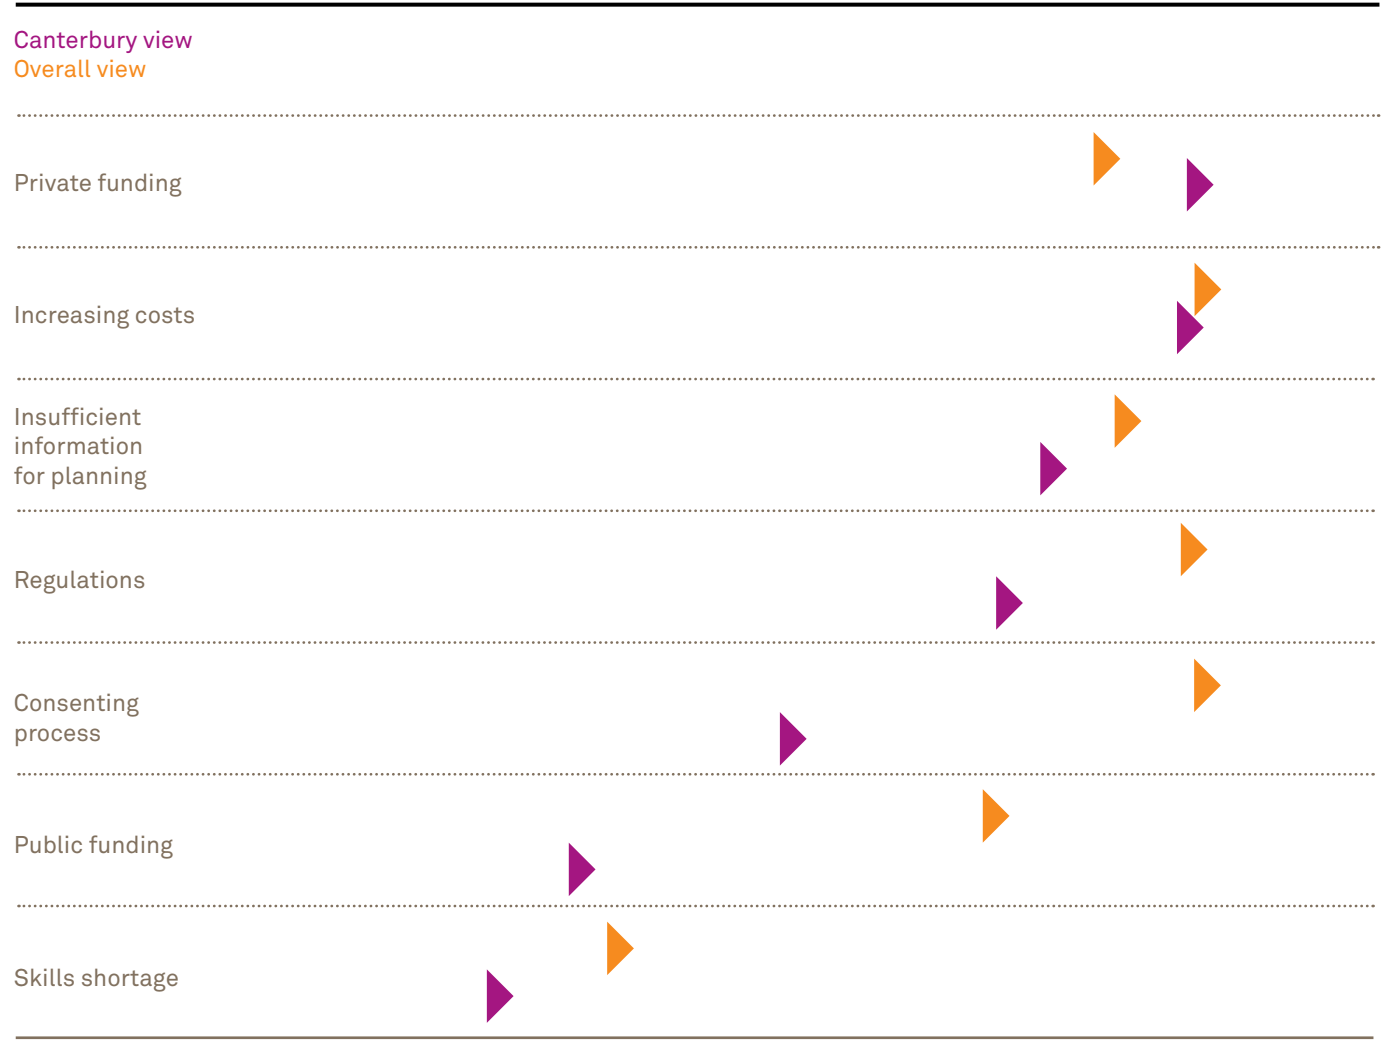 Canterbury view
Overall view
Private funding
Increasing costs
Insufficient
information
for planning
Regulations
Consenting
process
Public funding
Skills shortage